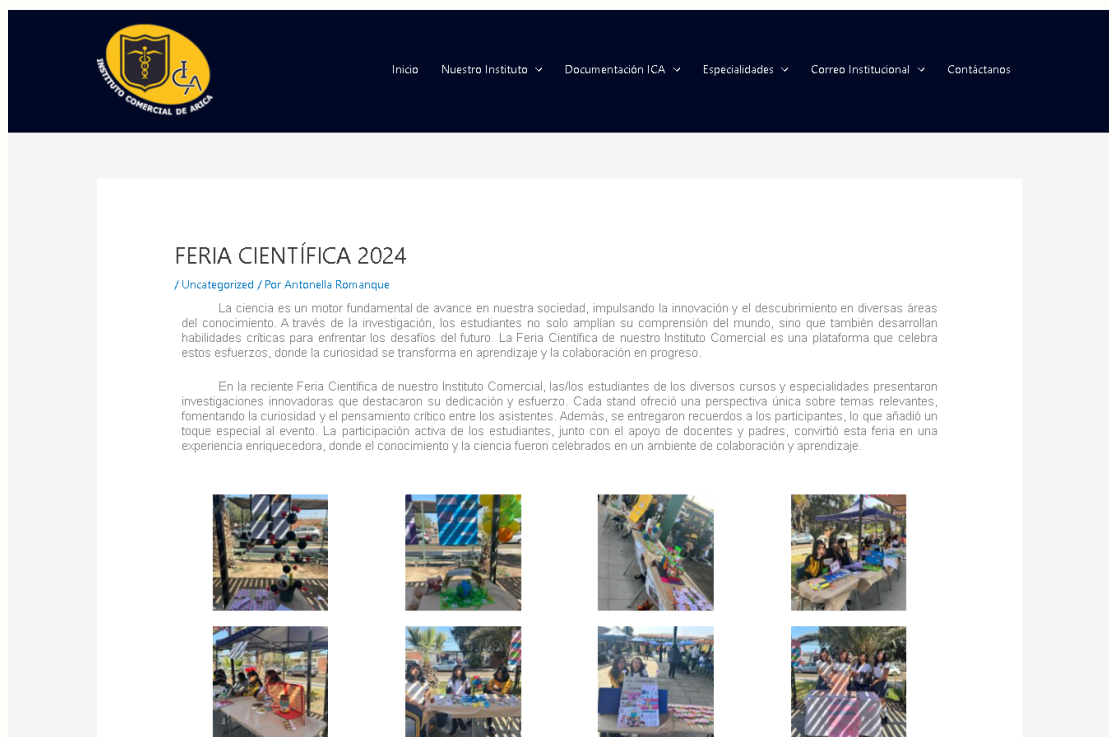 INSTITUTO COMERCIAL DE ARICA
ICA
Inicio
Nuestro Instituto
Documentación ICA
Especialidades
Correo Institucional
Contáctanos
FERIA CIENTÍFICA 2024
/ Uncategorized / Por Antonella Romanque
La ciencia es un motor fundamental de avance en nuestra sociedad, impulsando la innovación y el descubrimiento en diversas áreas
del conocimiento. A través de la investigación, los estudiantes no solo amplían su comprensión del mundo, sino que también desarrollan
habilidades críticas para enfrentar los desafíos del futuro. La Feria Científica de nuestro Instituto Comercial es una plataforma que celebra
estos esfuerzos, donde la curiosidad se transforma en aprendizaje y la colaboración en progreso.
En la reciente Feria Científica de nuestro Instituto Comercial, las/los estudiantes de los diversos cursos y especialidades presentaron
investigaciones innovadoras que destacaron su dedicación y esfuerzo. Cada stand ofreció una perspectiva única sobre temas relevantes,
fomentando la curiosidad y el pensamiento crítico entre los asistentes. Además, se entregaron recuerdos a los participantes, lo que añadió un
toque especial al evento. La participación activa de los estudiantes, junto con el apoyo de docentes y padres, convirtió esta feria en una
experiencia enriquecedora, donde el conocimiento y la ciencia fueron celebrados en un ambiente de colaboración y aprendizaje.